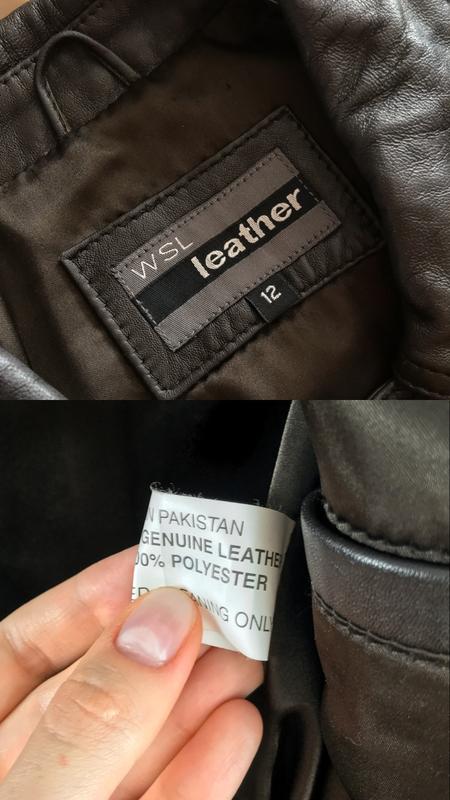 WSL
leather
12
N PAKISTAN
GENUINE LEATHE
00% POLYESTER
ONL